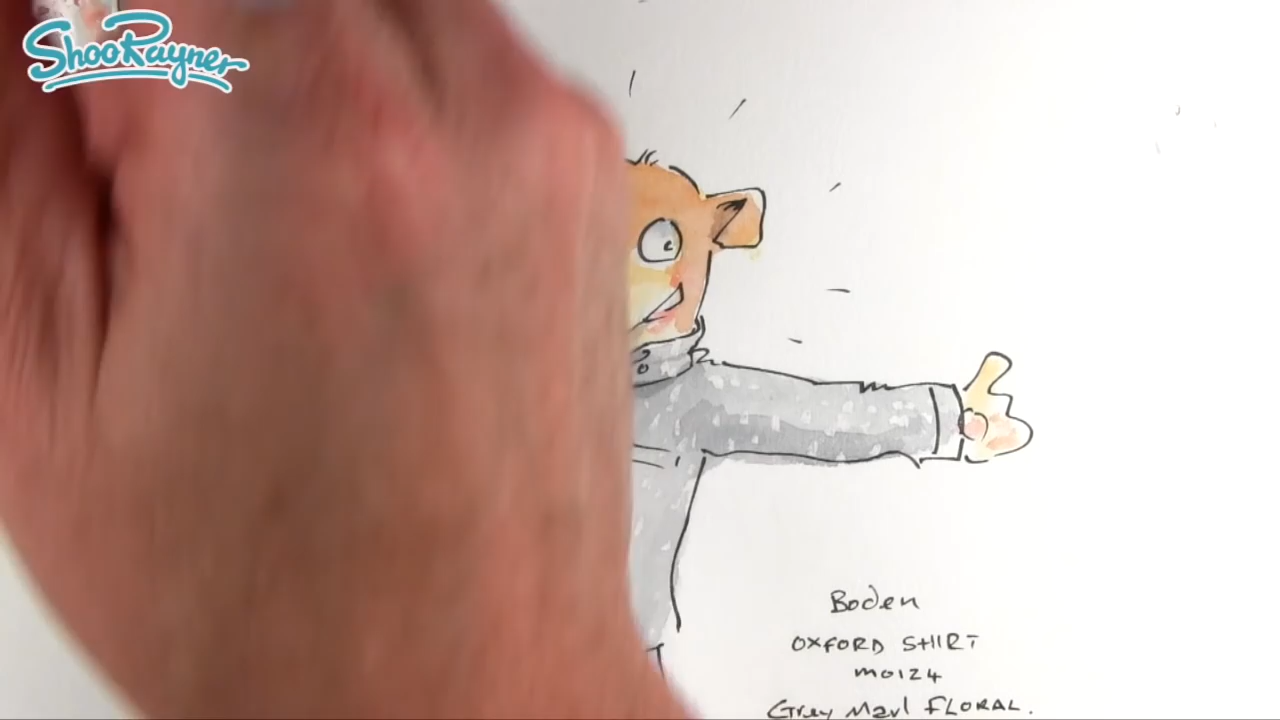 ShooRayner
Boden
OXFORD SHIRT
M0124
Grey Marl FLORAL.